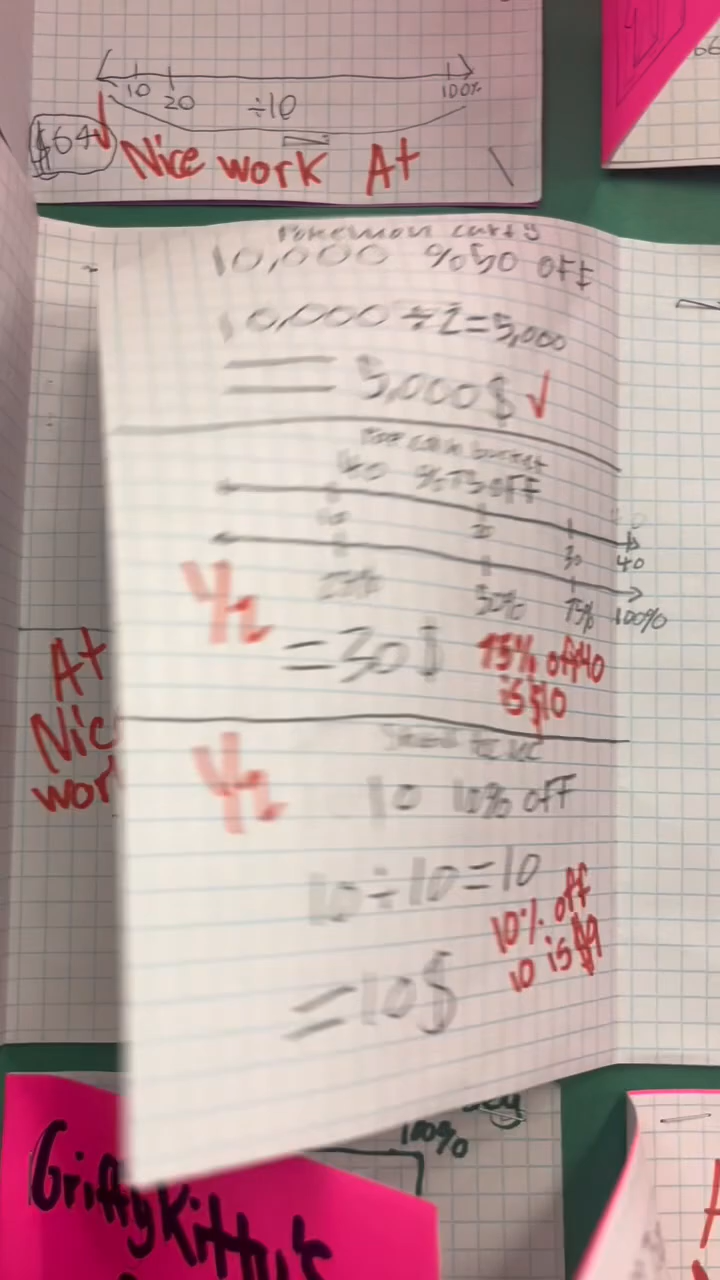 10 20 ÷10 100%
$64
Nice work A+
Pokemon cards
10,000 %50 OFF
10,000 ÷ 2 = 5,000
= 5,000$ ✓
40 %75 OFF
10 20 30 40
25% 50% 75% 100%
1/2
= 30$
75% off 40
is $10
A+
Nic
wor
1/2
10 10% off
10 ÷ 10 = 10
10% off
10 is $9
= 10$
100%
GriffyKitty's